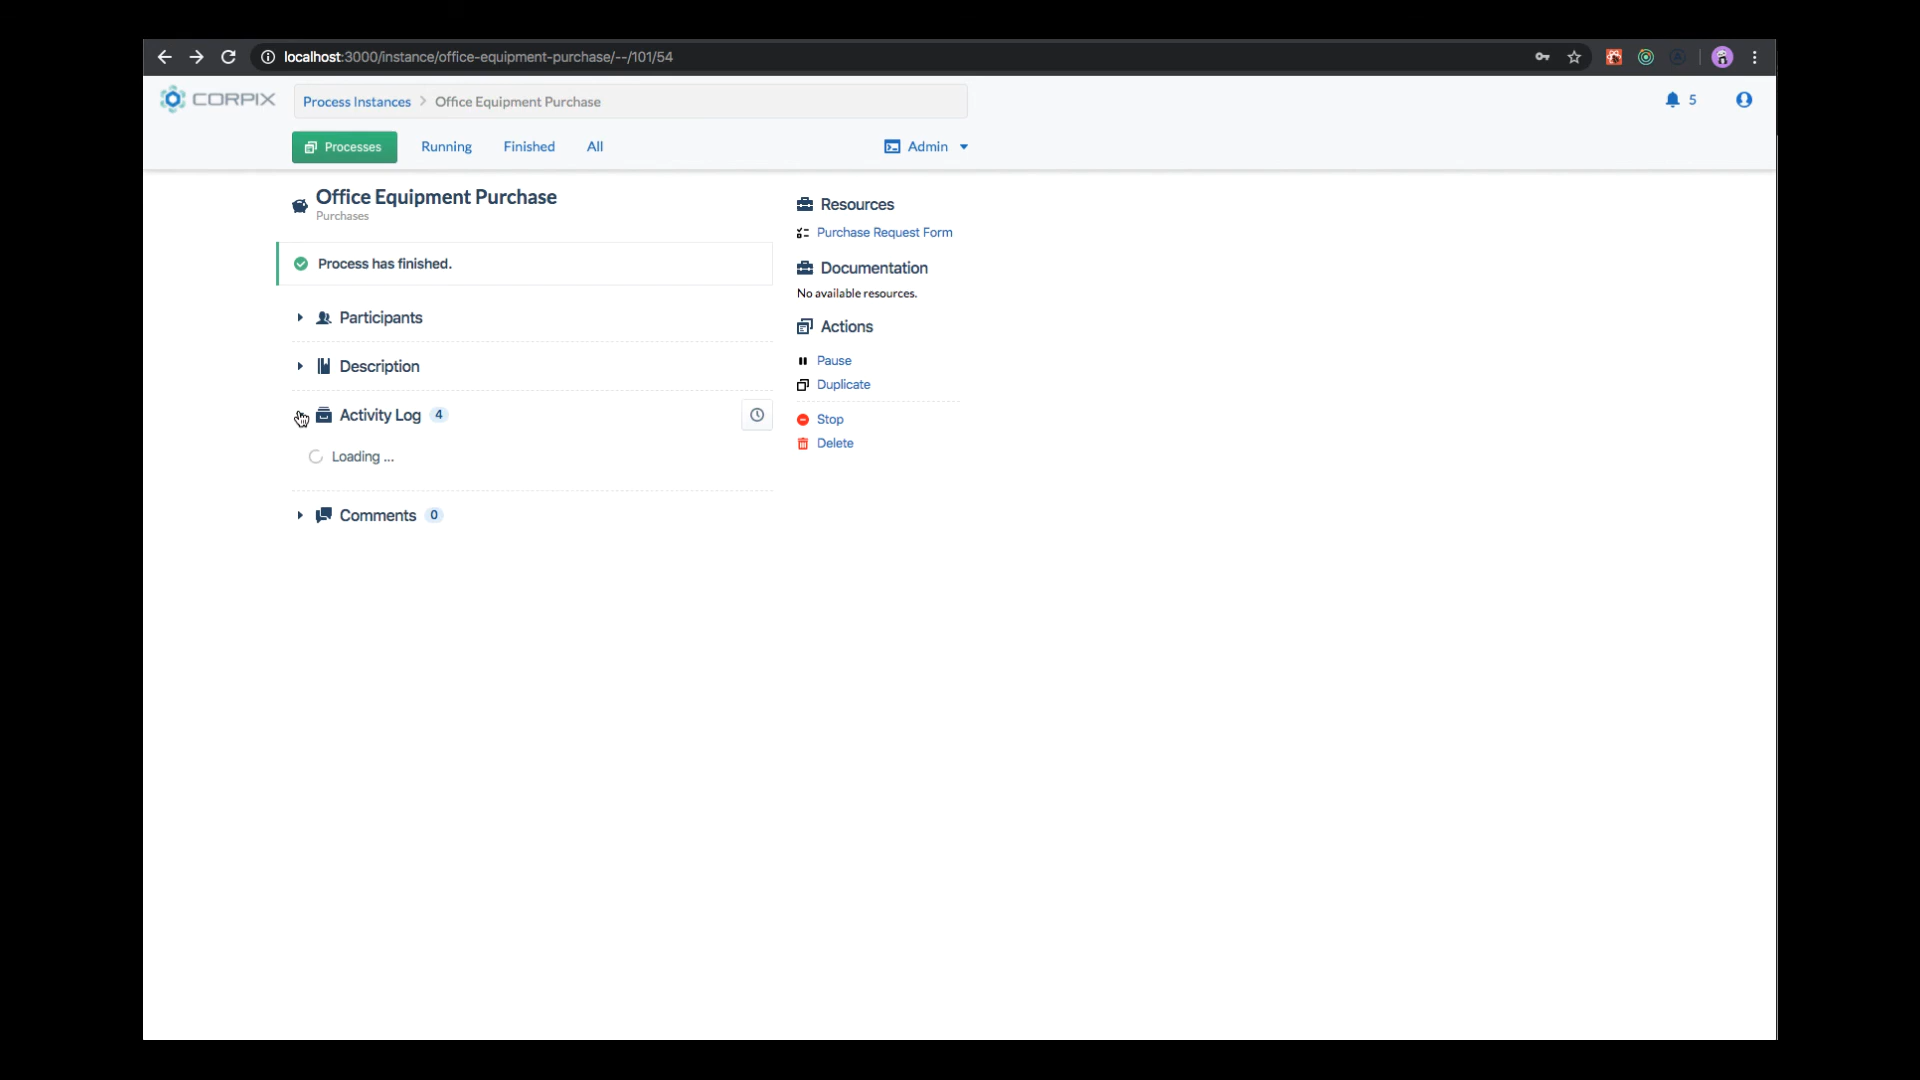 localhost:3000/instance/office-equipment-purchase/--/101/54
CORPIX
Process Instances > Office Equipment Purchase
5
Processes
Running
Finished
All
Admin
Office Equipment Purchase
Purchases
Process has finished.
Participants
Description
Activity Log 4
Loading ...
Comments 0
Resources
Purchase Request Form
Documentation
No available resources.
Actions
Pause
Duplicate
Stop
Delete